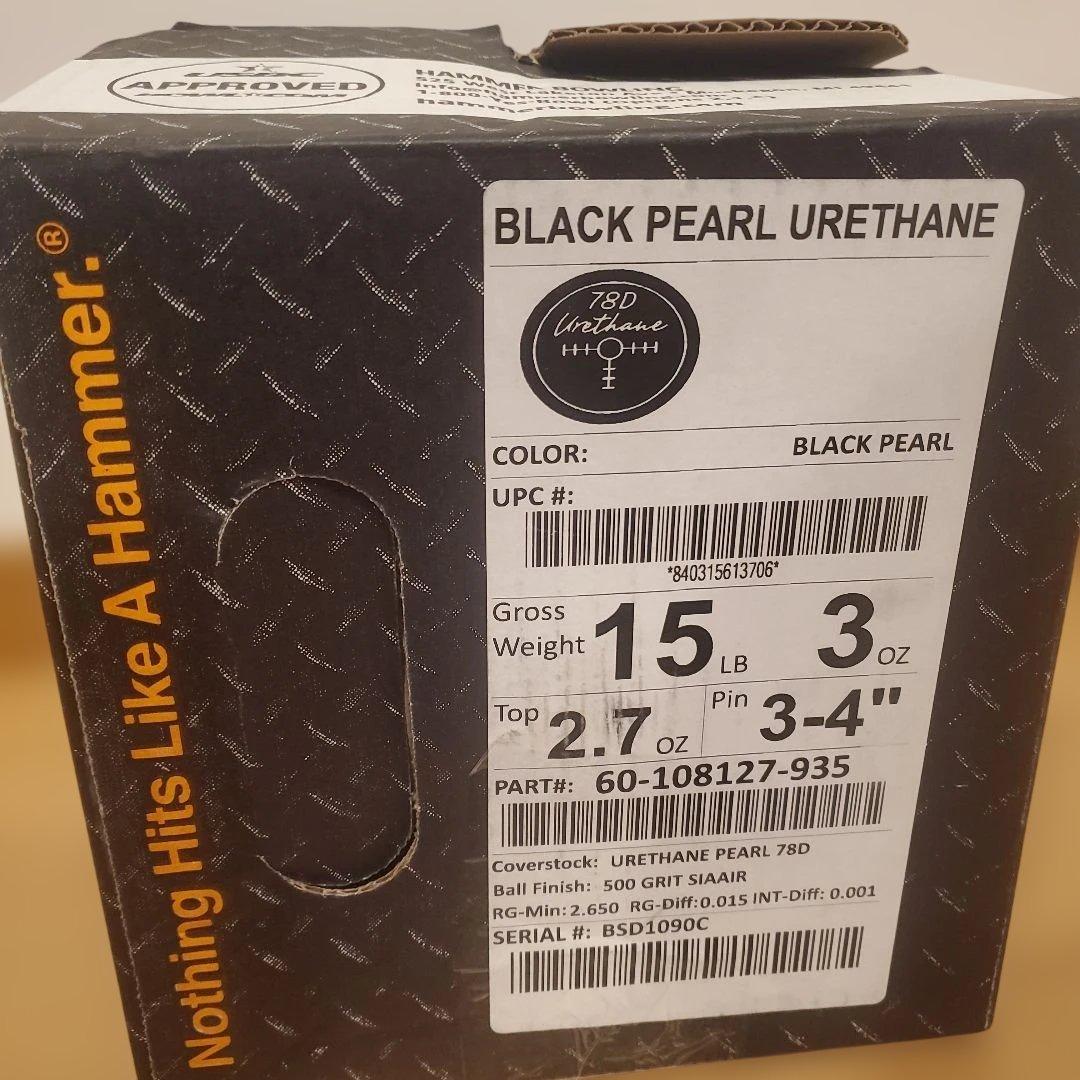 APPROVED
HAMMER BOWLING
Nothing Hits Like A Hammer.®
BLACK PEARL URETHANE
78D
Urethane
COLOR: BLACK PEARL
UPC #:
*840315613706*
Gross
Weight 15 LB 3 OZ
Top 2.7 OZ Pin 3-4"
PART#: 60-108127-935
Coverstock: URETHANE PEARL 78D
Ball Finish: 500 GRIT SIAAIR
RG-Min: 2.650 RG-Diff: 0.015 INT-Diff: 0.001
SERIAL #: BSD1090C